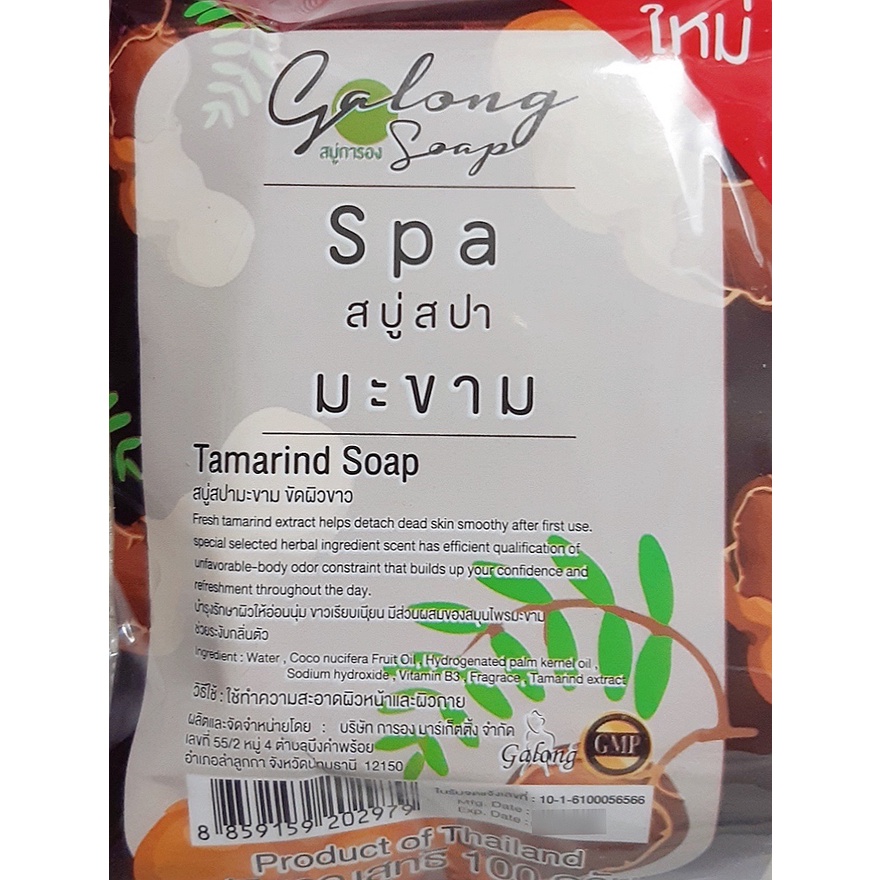 ใหม่
Galong
สบู่การอง Soap
Spa
สบู่สปา
มะขาม
Tamarind Soap
สบู่สปามะขาม ขัดผิวขาว
Fresh tamarind extract helps detach dead skin smoothy after first use.
special selected herbal ingredient scent has efficient qualification of
unfavorable-body odor constraint that builds up your confidence and
refreshment throughout the day.
บำรุงรักษาผิวให้อ่อนนุ่ม ขาวเรียบเนียน มีส่วนผสมของสมุนไพรมะขาม
ช่วยระงับกลิ่นตัว
Ingredient : Water , Coco nucifera Fruit Oil , Hydrogenated palm kernel oil ,
Sodium hydroxide , Vitamin B3 , Fragrace , Tamarind extract
วิธีใช้ : ใช้ทำความสะอาดผิวหน้าและผิวกาย
ผลิตและจัดจำหน่ายโดย : บริษัท การอง มาร์เก็ตติ้ง จำกัด
เลขที่ 55/2 หมู่ 4 ตำบลบึงคำพร้อย
อำเภอลำลูกกา จังหวัดปทุมธานี 12150
Galong GMP
ใบรับจดแจ้งเลขที่ : 10-1-6100056566
Mfg. Date :
Exp. Date :
8 859159 202979
Product of Thailand
100